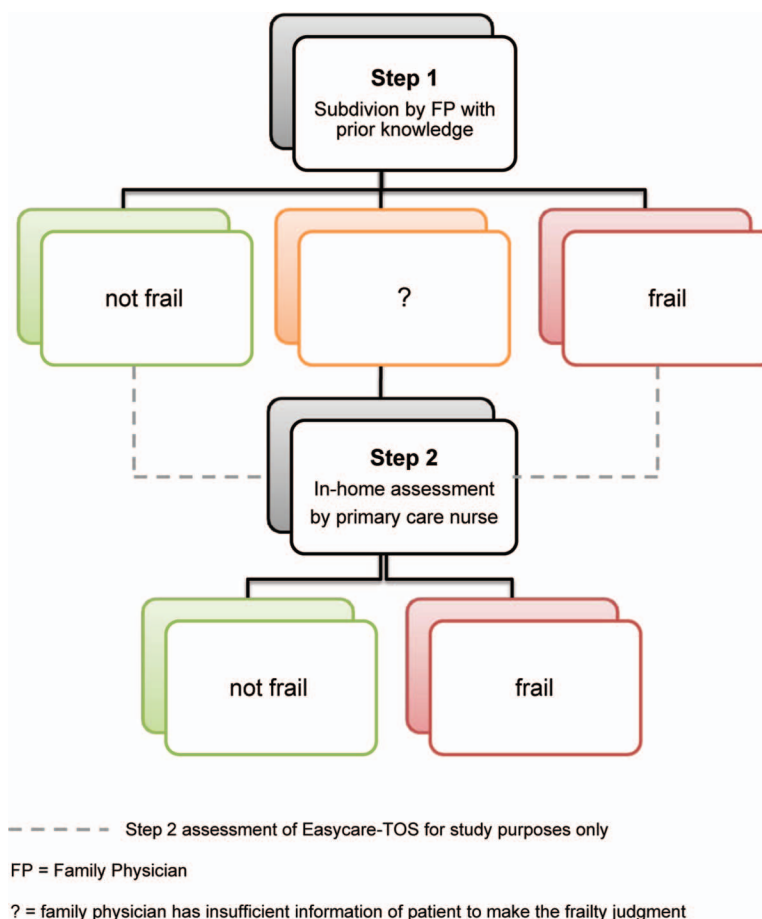 Step 1
Subdivion by FP with
prior knowledge
not frail
?
frail
Step 2
In-home assessment
by primary care nurse
not frail
frail
Step 2 assessment of Easycare-TOS for study purposes only
FP = Family Physician
? = family physician has insufficient information of patient to make the frailty judgment